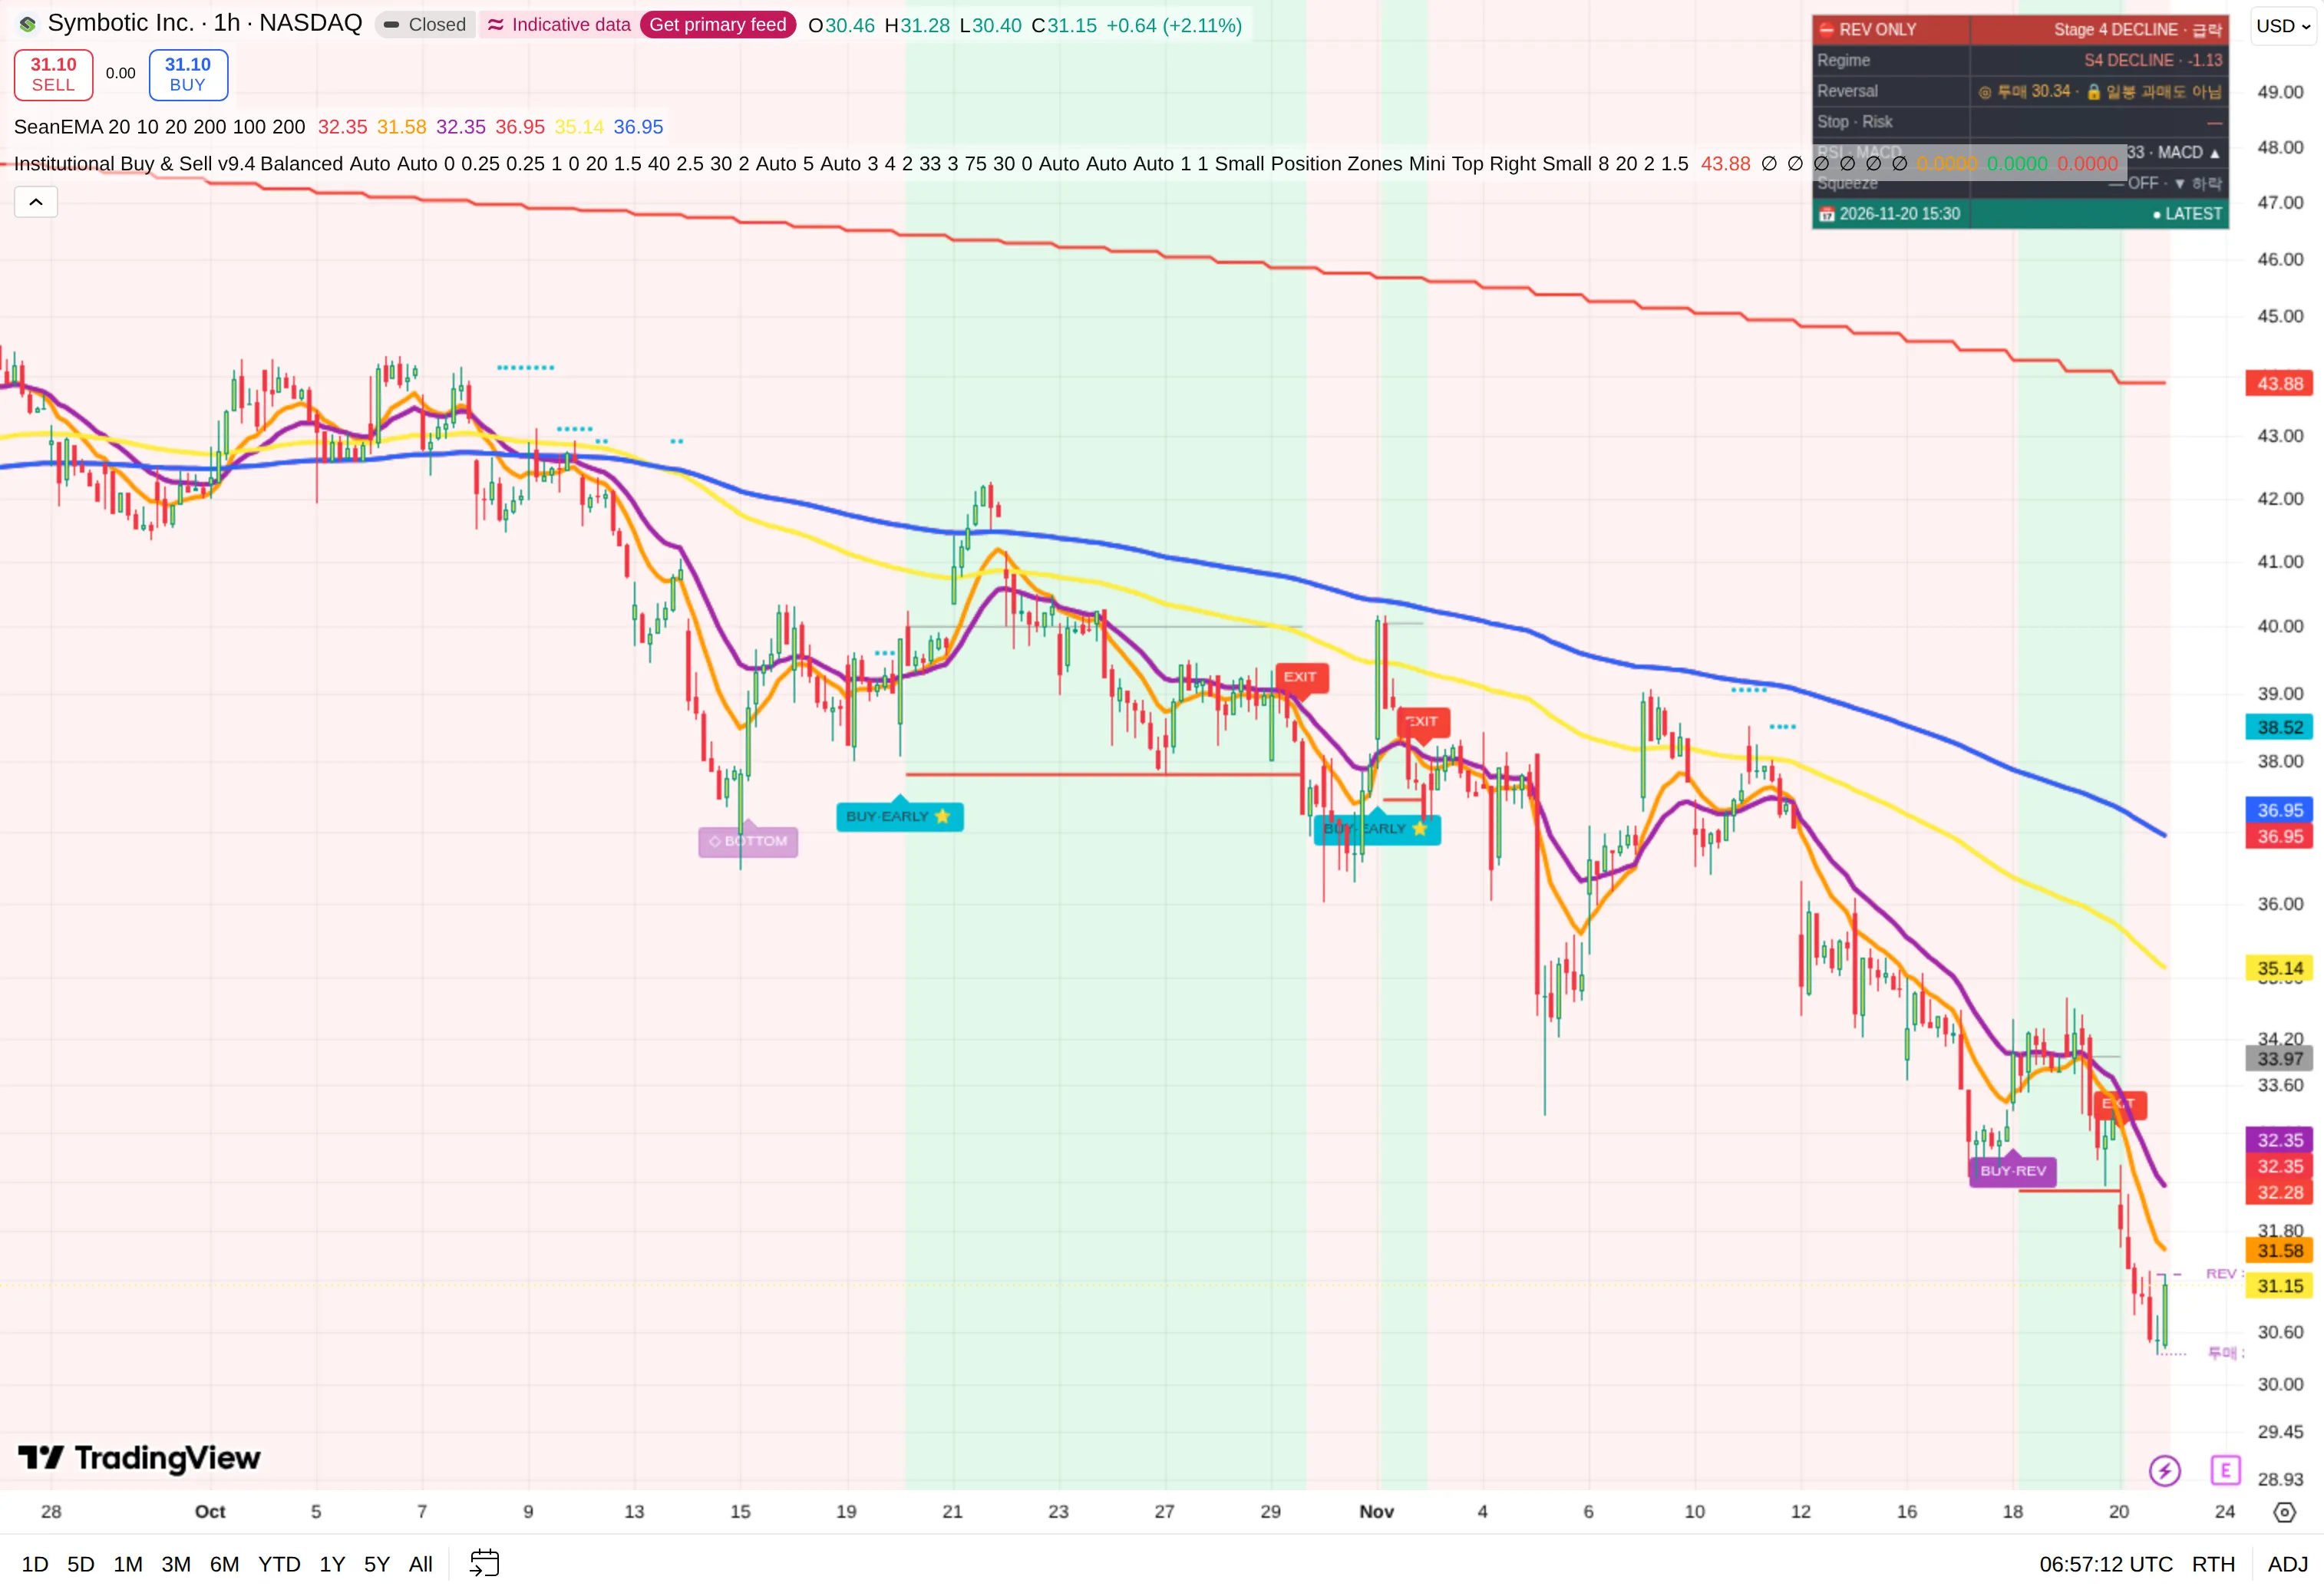 Symbotic Inc. · 1h · NASDAQ Closed Indicative data Get primary feed O30.46 H31.28 L30.40 C31.15 +0.64 (+2.11%)
USD
31.10 SELL 0.00 31.10 BUY
SeanEMA 20 10 20 200 100 200 32.35 31.58 32.35 36.95 35.14 36.95
Institutional Buy & Sell v9.4 Balanced Auto Auto 0 0.25 0.25 1 0 20 1.5 40 2.5 30 2 Auto 5 Auto 3 4 2 33 3 75 30 0 Auto Auto Auto 1 1 Small Position Zones Mini Top Right Small 8 20 2 1.5 43.88 ∅ ∅ ∅ ∅ ∅ ∅ 0.0000 0.0000 0.0000
REV ONLY Stage 4 DECLINE · 급락
Regime S4 DECLINE · -1.13
Reversal ◎ 투매 30.34 · 🔒 일봉 과매도 아님
Stop · Risk —
RSI · MACD 33 · MACD ▲
Squeeze — OFF · ▼ 하락
2026-11-20 15:30 ● LATEST
49.00
48.00
47.00
46.00
45.00
43.88
43.00
42.00
41.00
40.00
39.00
38.52
38.00
36.95
36.95
36.00
35.14
34.20
33.97
33.60
32.35
32.35
32.28
31.80
31.58
31.15
30.60
30.00
29.45
28.93
EXIT
EXIT
BUY-EARLY ⭐
BUY-EARLY ⭐
◇ BOTTOM
EXIT
BUY-REV
REV :
투매 :
TradingView
E
28 Oct 5 7 9 13 15 19 21 23 27 29 Nov 4 6 10 12 16 18 20 24
1D 5D 1M 3M 6M YTD 1Y 5Y All
06:57:12 UTC RTH ADJ